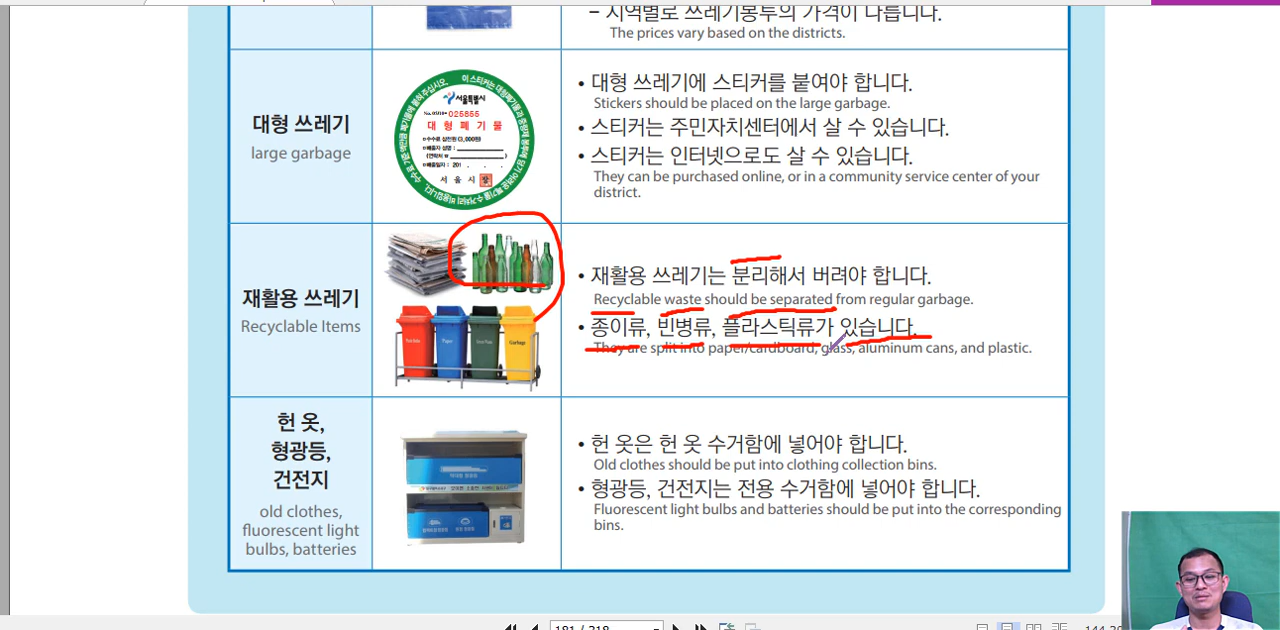 – 지역별로 쓰레기봉투의 가격이 다릅니다.
The prices vary based on the districts.
대형 쓰레기
large garbage
서울특별시
025855
대 형 폐 기 물
서 울 시 장
• 대형 쓰레기에 스티커를 붙여야 합니다.
Stickers should be placed on the large garbage.
• 스티커는 주민자치센터에서 살 수 있습니다.
• 스티커는 인터넷으로도 살 수 있습니다.
They can be purchased online, or in a community service center of your
district.
재활용 쓰레기
Recyclable Items
Paper
Garbage
• 재활용 쓰레기는 분리해서 버려야 합니다.
Recyclable waste should be separated from regular garbage.
• 종이류, 빈병류, 플라스틱류가 있습니다.
They are split into paper/cardboard, glass, aluminum cans, and plastic.
헌 옷,
형광등,
건전지
old clothes,
fluorescent light
bulbs, batteries
• 헌 옷은 헌 옷 수거함에 넣어야 합니다.
Old clothes should be put into clothing collection bins.
• 형광등, 건전지는 전용 수거함에 넣어야 합니다.
Fluorescent light bulbs and batteries should be put into the corresponding
bins.
181 / 218